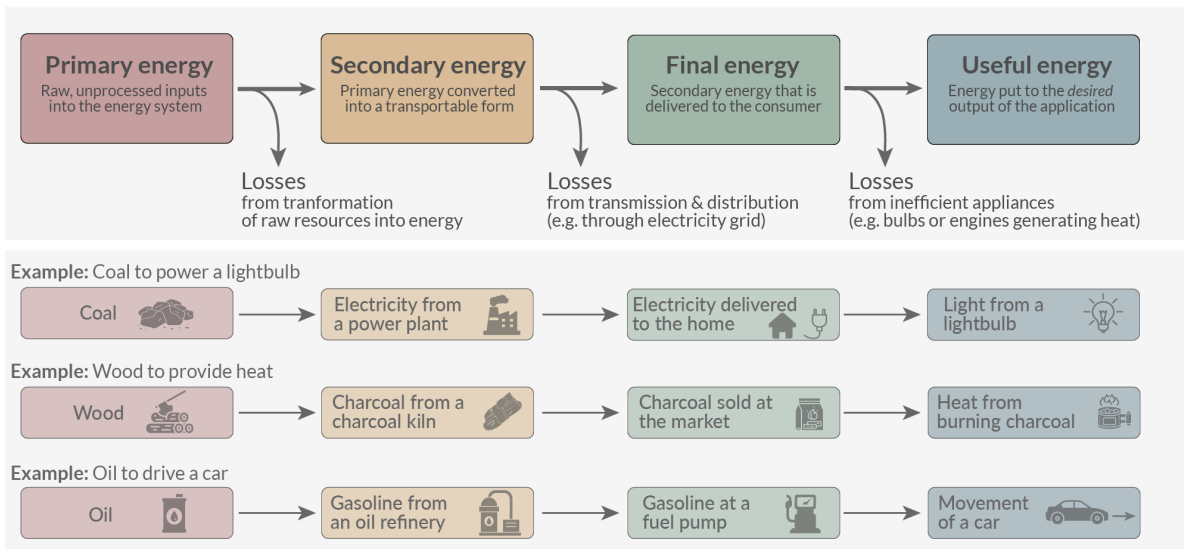 Primary energy
Raw, unprocessed inputs
into the energy system
Secondary energy
Primary energy converted
into a transportable form
Final energy
Secondary energy that is
delivered to the consumer
Useful energy
Energy put to the desired
output of the application
Losses
from tranformation
of raw resources into energy
Losses
from transmission & distribution
(e.g. through electricity grid)
Losses
from inefficient appliances
(e.g. bulbs or engines generating heat)
Example: Coal to power a lightbulb
Coal
Electricity from
a power plant
Electricity delivered
to the home
Light from a
lightbulb
Example: Wood to provide heat
Wood
Charcoal from a
charcoal kiln
Charcoal sold at
the market
Heat from
burning charcoal
Example: Oil to drive a car
Oil
Gasoline from
an oil refinery
Gasoline at a
fuel pump
Movement
of a car